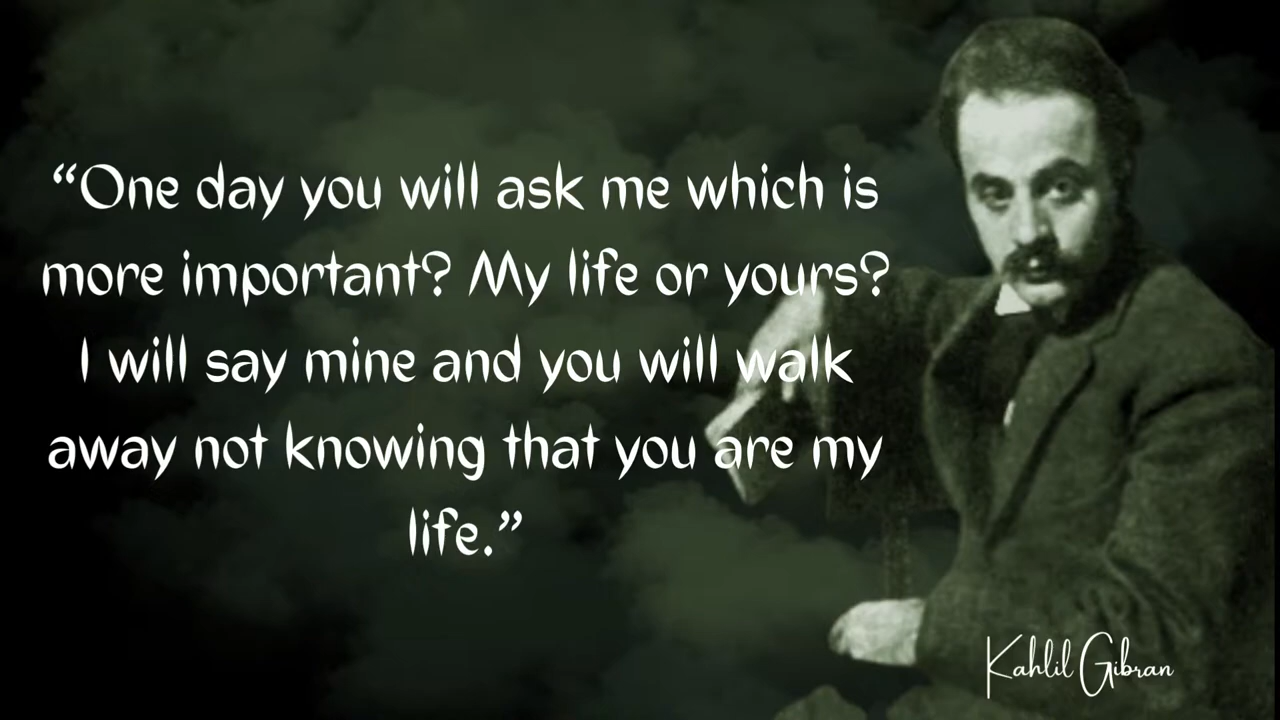 “One day you will ask me which is
more important? My life or yours?
I will say mine and you will walk
away not knowing that you are my
life.”
Kahlil Gibran